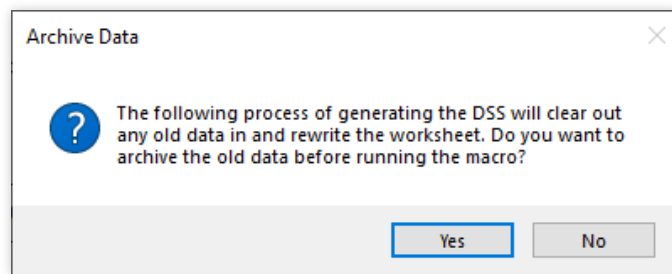 Archive Data
The following process of generating the DSS will clear out
any old data in and rewrite the worksheet. Do you want to
archive the old data before running the macro?
Yes
No